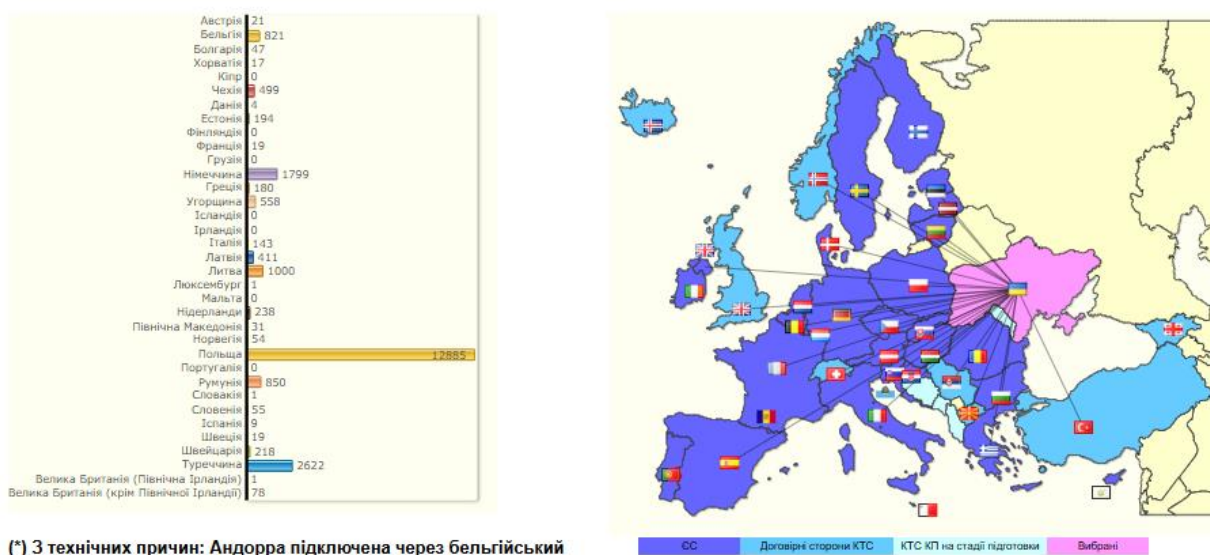 Австрія 21
Бельгія 821
Болгарія 47
Хорватія 17
Кіпр 0
Чехія 499
Данія 4
Естонія 194
Фінляндія 0
Франція 19
Грузія 0
Німеччина 1799
Греція 180
Угорщина 558
Ісландія 0
Ірландія 0
Італія 143
Латвія 411
Литва 1000
Люксембург 1
Мальта 0
Нідерланди 238
Північна Македонія 31
Норвегія 54
Польща 12885
Португалія 0
Румунія 850
Словакія 1
Словенія 55
Іспанія 9
Швеція 19
Швейцарія 218
Туреччина 2622
Велика Британія (Північна Ірландія) 1
Велика Британія (крім Північної Ірландії) 78
(*) З технічних причин: Андорра підключена через бельгійський
ЄС Договірні сторони КТС КТС КП на стадії підготовки Вибрані